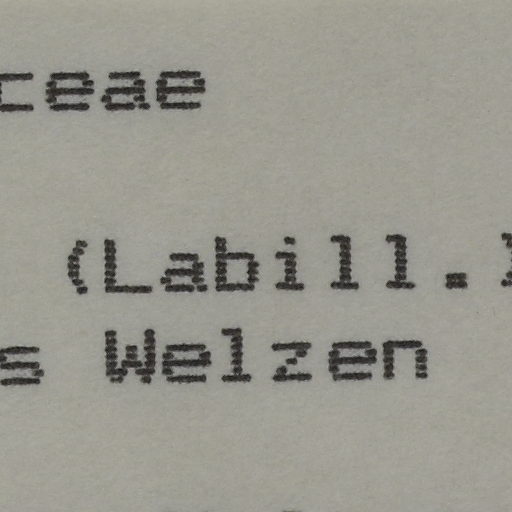 ceae
(Labill.)
s Welzen